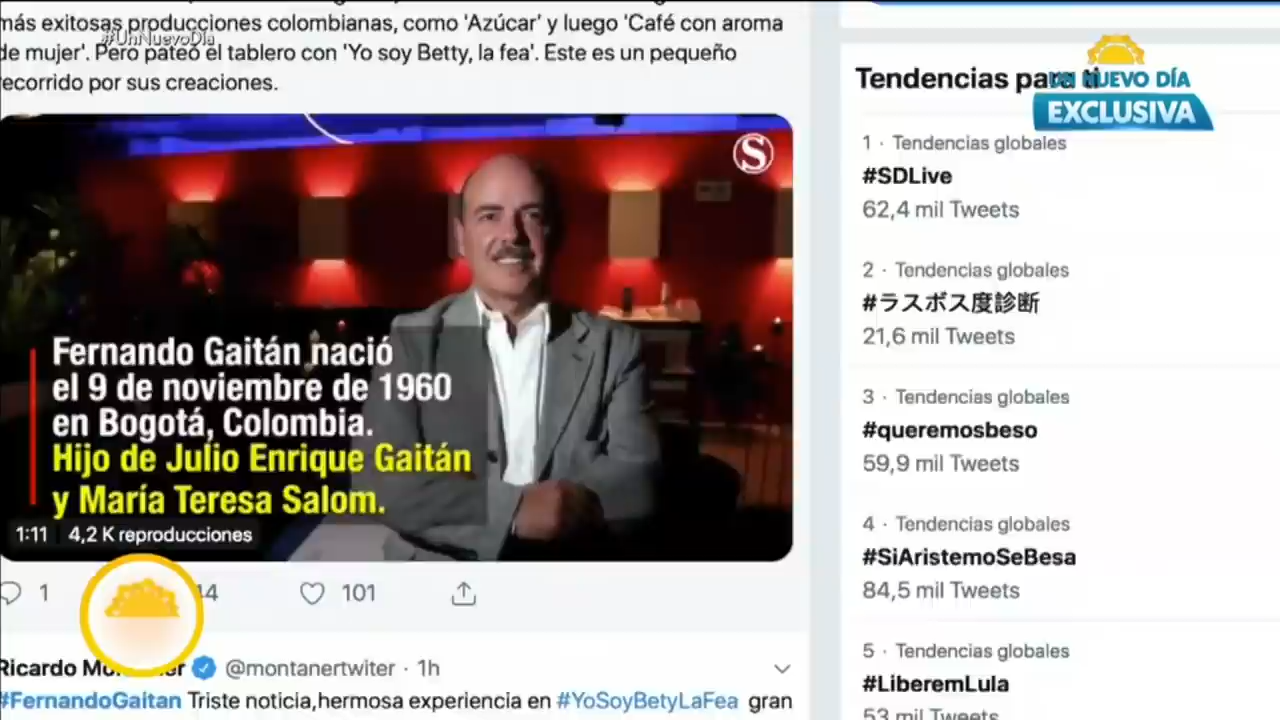 más exitosas producciones colombianas, como 'Azúcar' y luego 'Café con aroma
#UnNuevoDía
de mujer'. Pero pateó el tablero con 'Yo soy Betty, la fea'. Este es un pequeño
recorrido por sus creaciones.
S
Fernando Gaitán nació
el 9 de noviembre de 1960
en Bogotá, Colombia.
Hijo de Julio Enrique Gaitán
y María Teresa Salom.
1:11 4,2 K reproducciones
1 44 101
Ricardo @montanertwiter · 1h
#FernandoGaitan Triste noticia,hermosa experiencia en #YoSoyBetyLaFea gran
Tendencias para ti
UN NUEVO DÍA
EXCLUSIVA
1 · Tendencias globales
#SDLive
62,4 mil Tweets
2 · Tendencias globales
#ラスボス度診断
21,6 mil Tweets
3 · Tendencias globales
#queremosbeso
59,9 mil Tweets
4 · Tendencias globales
#SiAristemoSeBesa
84,5 mil Tweets
5 · Tendencias globales
#LiberemLula
53 mil Tweets